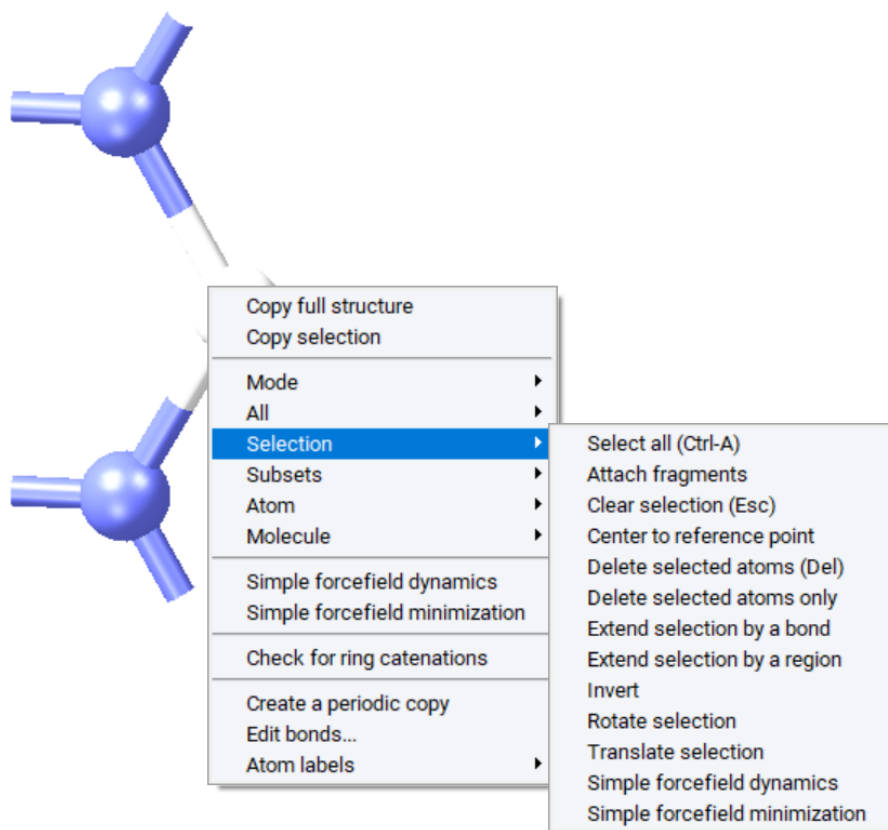 Copy full structure
Copy selection
Mode
All
Selection
Subsets
Atom
Molecule
Simple forcefield dynamics
Simple forcefield minimization
Check for ring catenations
Create a periodic copy
Edit bonds...
Atom labels
Select all (Ctrl-A)
Attach fragments
Clear selection (Esc)
Center to reference point
Delete selected atoms (Del)
Delete selected atoms only
Extend selection by a bond
Extend selection by a region
Invert
Rotate selection
Translate selection
Simple forcefield dynamics
Simple forcefield minimization